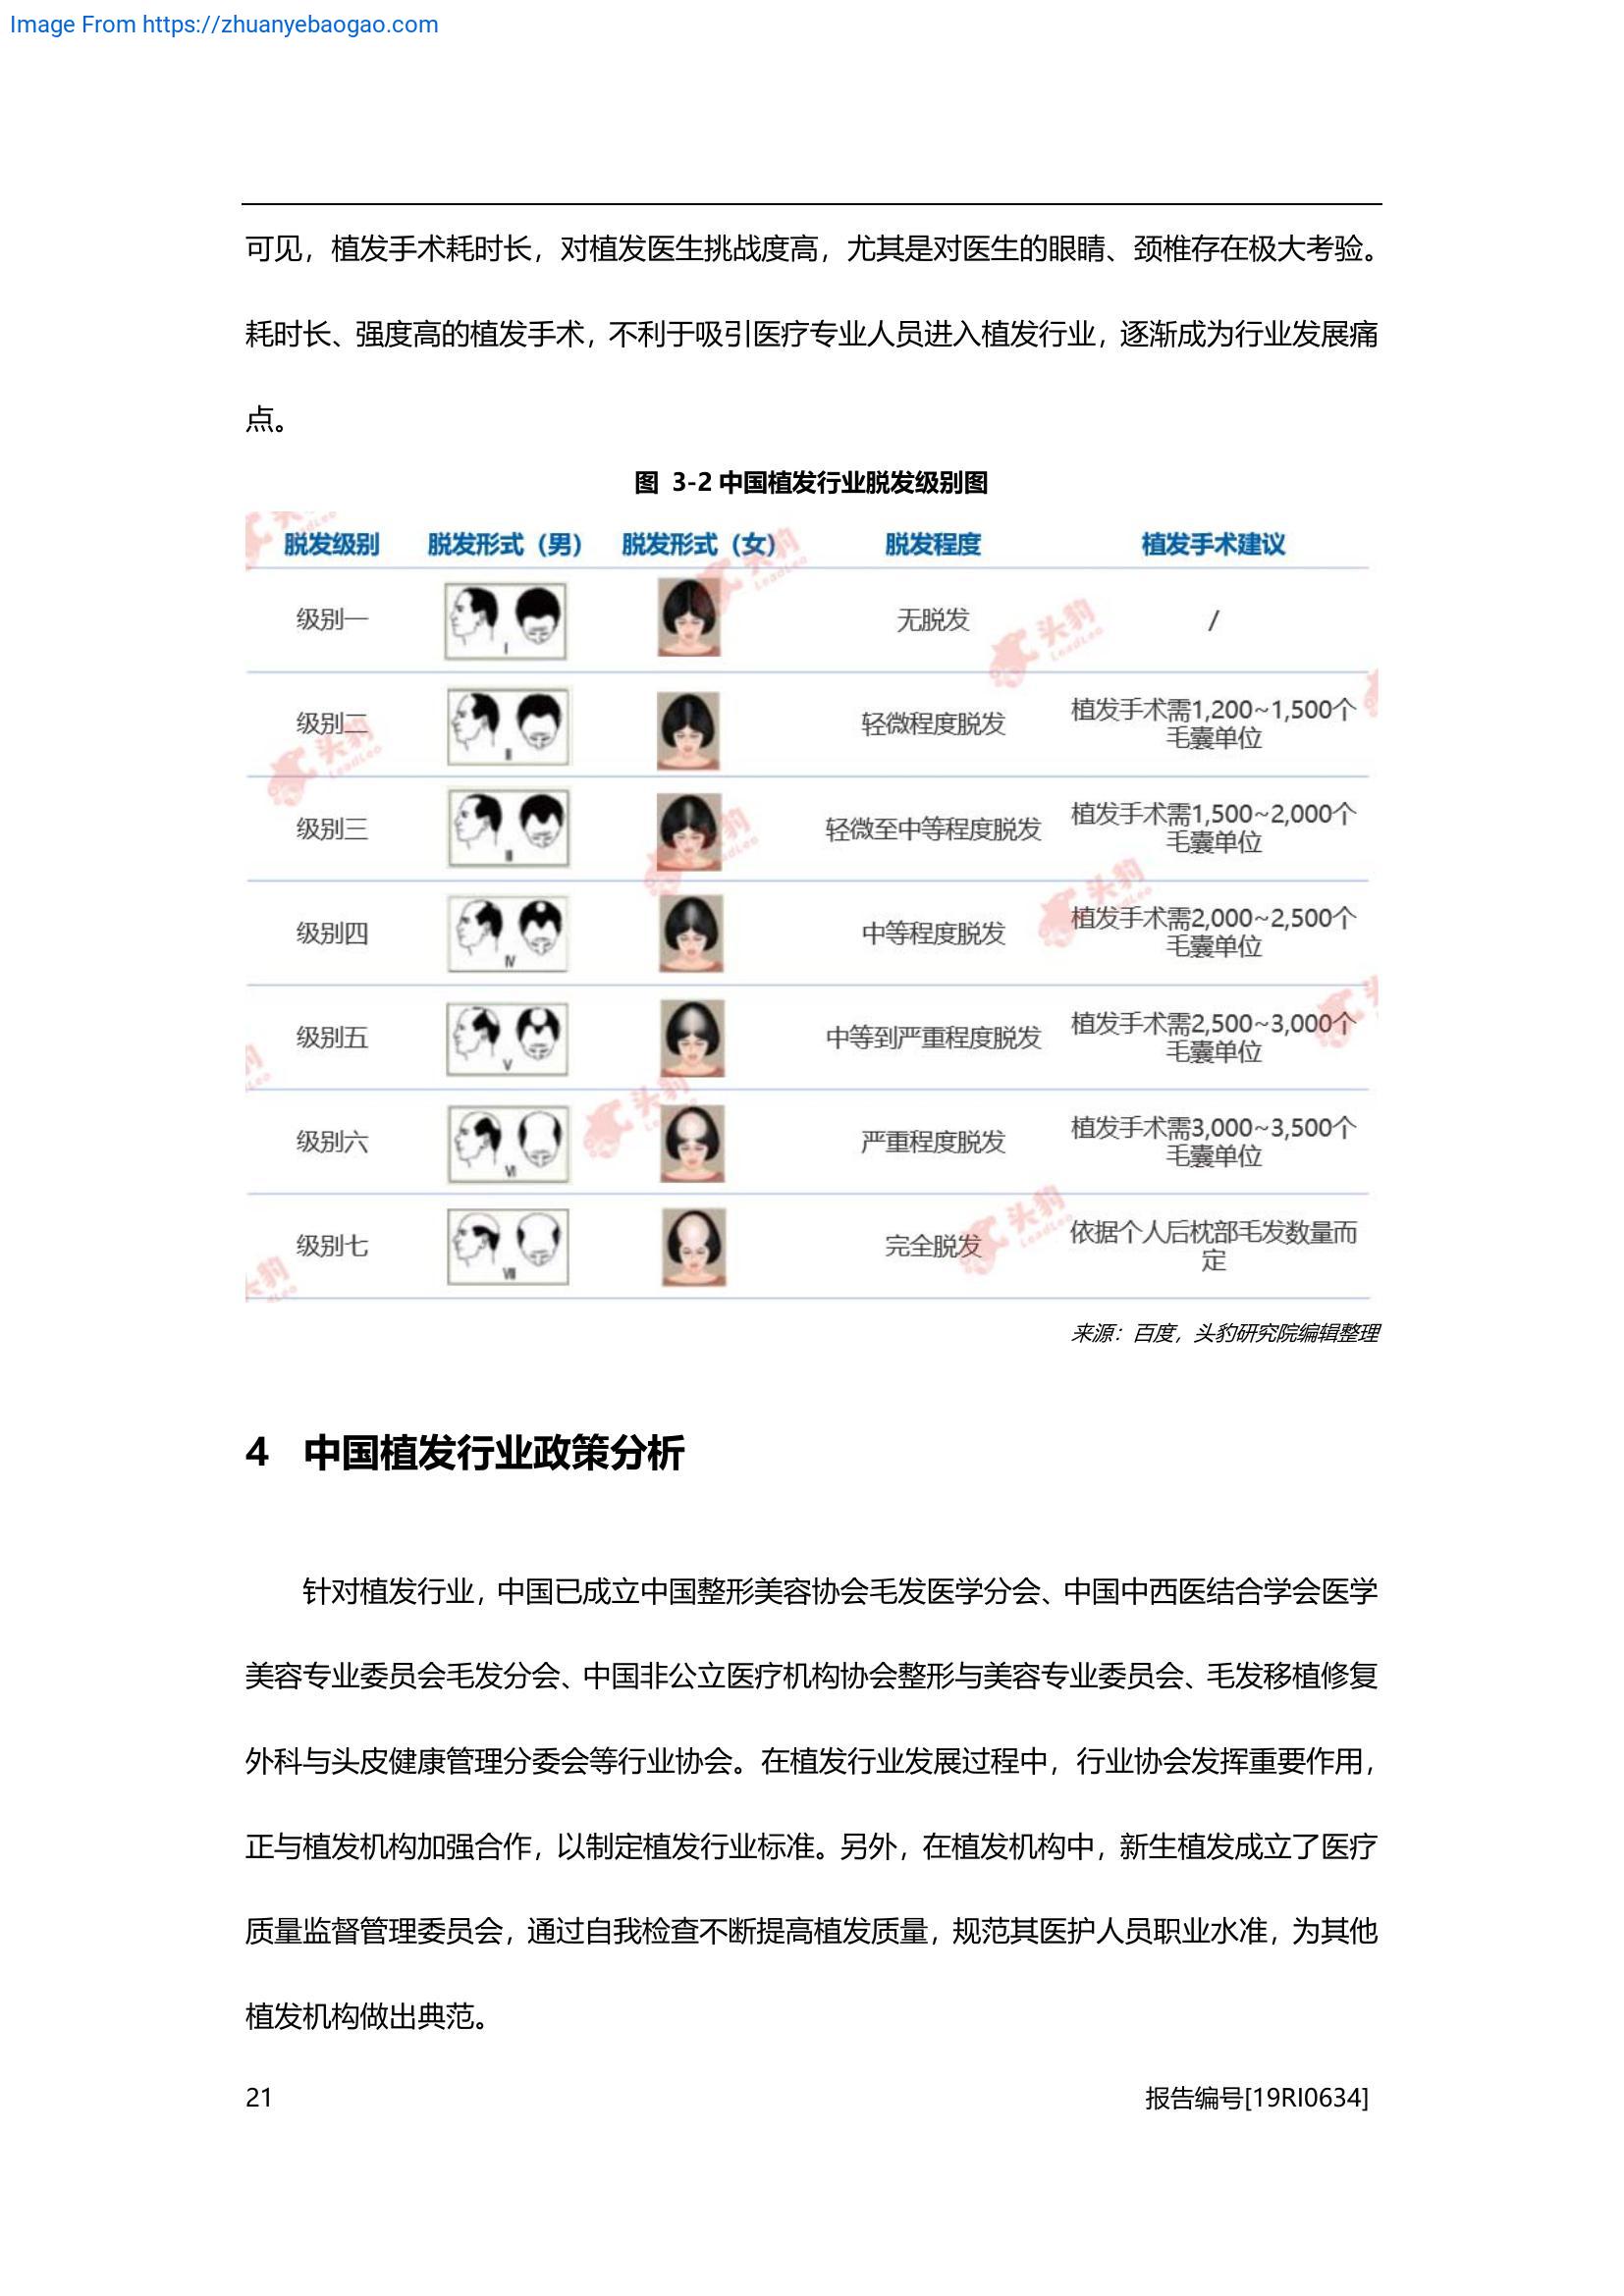 Image From https://zhuanyebaogao.com
可见，植发手术耗时长，对植发医生挑战度高，尤其是对医生的眼睛、颈椎存在极大考验。
耗时长、强度高的植发手术，不利于吸引医疗专业人员进入植发行业，逐渐成为行业发展痛
点。
图 3-2 中国植发行业脱发级别图
脱发级别 脱发形式（男） 脱发形式（女） 脱发程度 植发手术建议
级别一 I 无脱发 /
级别二 II 轻微程度脱发 植发手术需1,200~1,500个
毛囊单位
级别三 III 轻微至中等程度脱发 植发手术需1,500~2,000个
毛囊单位
级别四 IV 中等程度脱发 植发手术需2,000~2,500个
毛囊单位
级别五 V 中等到严重程度脱发 植发手术需2,500~3,000个
毛囊单位
级别六 VI 严重程度脱发 植发手术需3,000~3,500个
毛囊单位
级别七 VII 完全脱发 依据个人后枕部毛发数量而
定
头豹 LeadLeo
来源：百度，头豹研究院编辑整理
4 中国植发行业政策分析
针对植发行业，中国已成立中国整形美容协会毛发医学分会、中国中西医结合学会医学
美容专业委员会毛发分会、中国非公立医疗机构协会整形与美容专业委员会、毛发移植修复
外科与头皮健康管理分委会等行业协会。在植发行业发展过程中，行业协会发挥重要作用，
正与植发机构加强合作，以制定植发行业标准。另外，在植发机构中，新生植发成立了医疗
质量监督管理委员会，通过自我检查不断提高植发质量，规范其医护人员职业水准，为其他
植发机构做出典范。
21 报告编号[19RI0634]